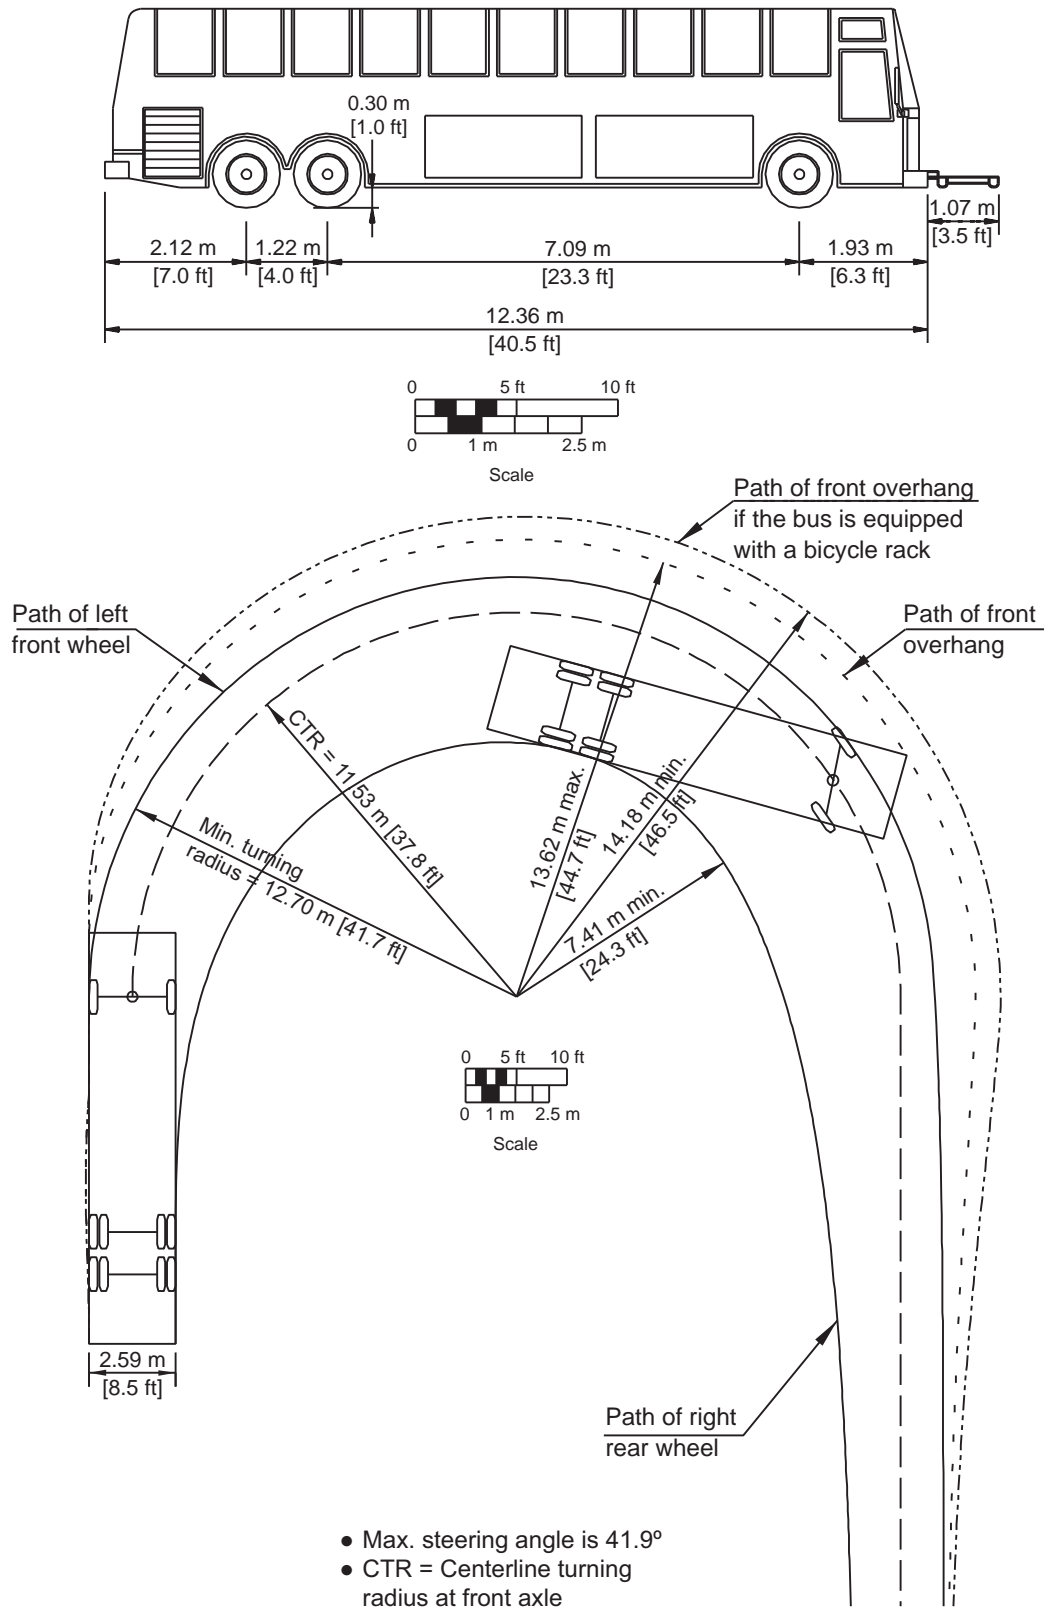 0.30 m
[1.0 ft]
1.07 m
[3.5 ft]
2.12 m
1.22 m
7.09 m
1.93 m
[7.0 ft]
[4.0 ft]
[23.3 ft]
[6.3 ft]
12.36 m
[40.5 ft]
0 5 ft 10 ft
0 1 m 2.5 m
Scale
Path of front overhang
if the bus is equipped
with a bicycle rack
Path of left
front wheel
Path of front
overhang
CTR = 11.53 m [37.8 ft]
Min. turning
radius = 12.70 m [41.7 ft]
13.62 m max.
[44.7 ft]
14.18 m min.
[46.5 ft]
7.41 m min.
[24.3 ft]
0 5 ft 10 ft
0 1 m 2.5 m
Scale
2.59 m
[8.5 ft]
Path of right
rear wheel
● Max. steering angle is 41.9º
● CTR = Centerline turning
radius at front axle